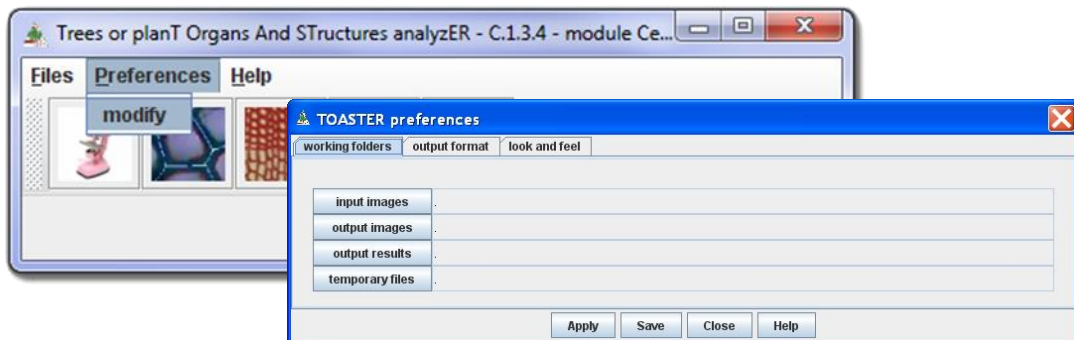 Trees or planT Organs And STructures analyzER - C.1.3.4 - module Ce...
Files Preferences Help
modify
TOASTER preferences
working folders output format look and feel
input images .
output images .
output results .
temporary files .
Apply Save Close Help